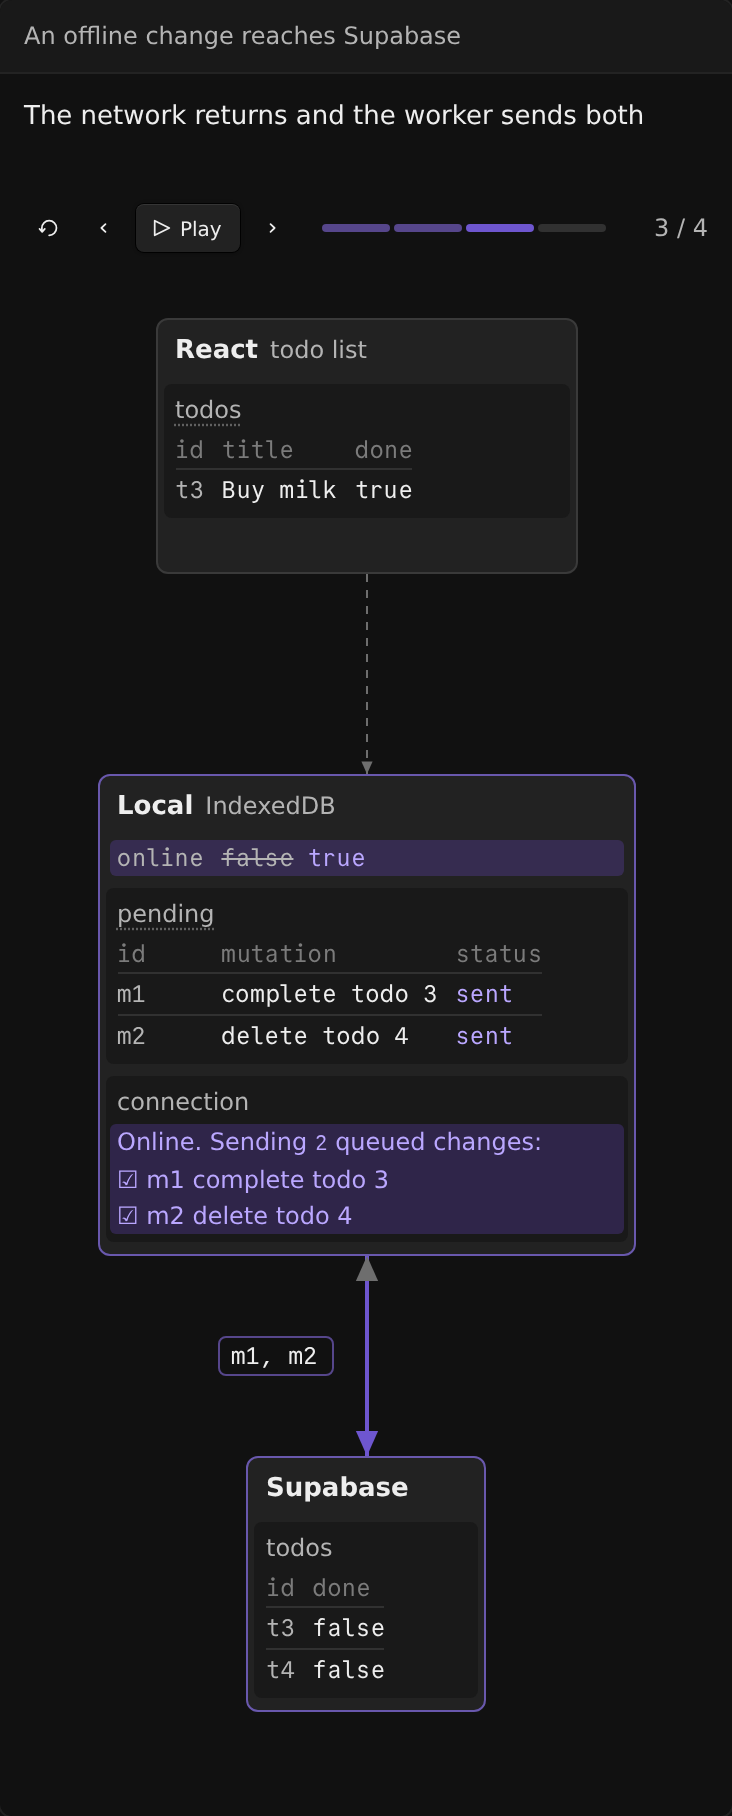 An offline change reaches Supabase
The network returns and the worker sends both
Play
3 / 4
React todo list
todos
id title done
t3 Buy milk true
Local IndexedDB
online false true
pending
id mutation status
m1 complete todo 3 sent
m2 delete todo 4 sent
connection
Online. Sending 2 queued changes:
☑ m1 complete todo 3
☑ m2 delete todo 4
m1, m2
Supabase
todos
id done
t3 false
t4 false